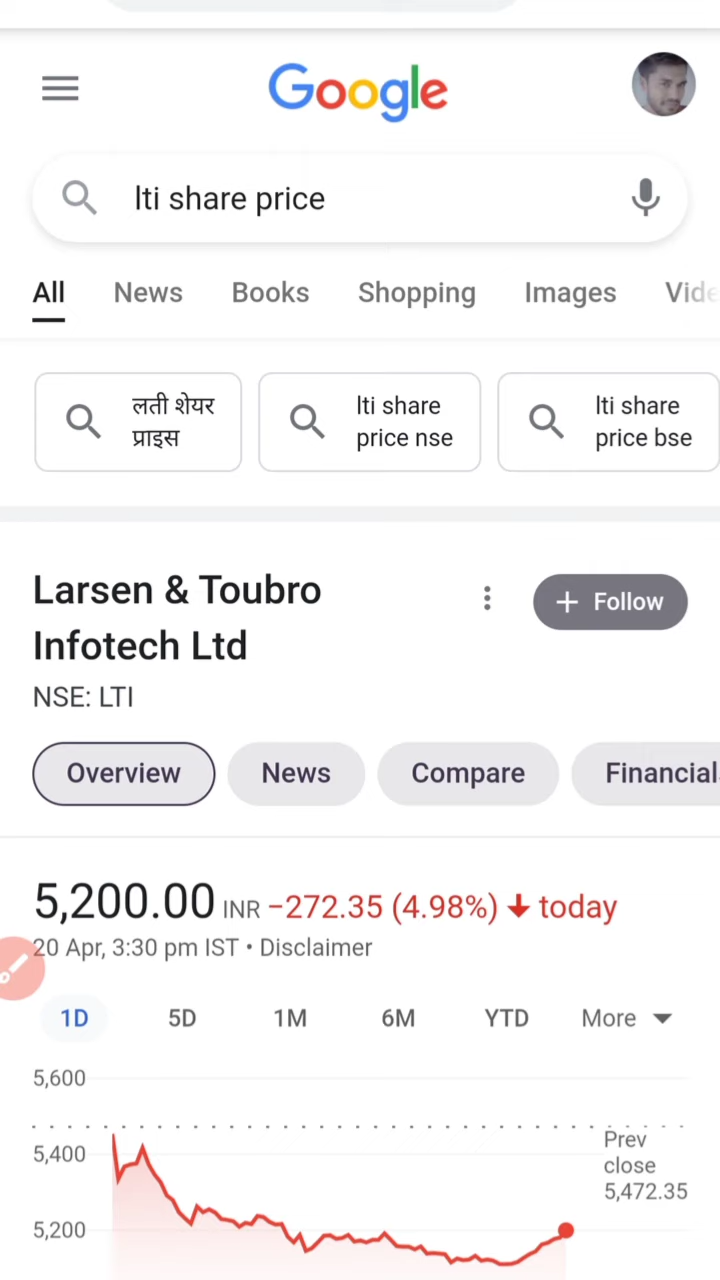 Google
lti share price
All News Books Shopping Images Vide
लती शेयर
प्राइस
lti share
price nse
lti share
price bse
Larsen & Toubro
Infotech Ltd
+ Follow
NSE: LTI
Overview News Compare Financial
5,200.00 INR −272.35 (4.98%) ↓ today
20 Apr, 3:30 pm IST • Disclaimer
1D 5D 1M 6M YTD More
5,600
5,400
5,200
Prev
close
5,472.35